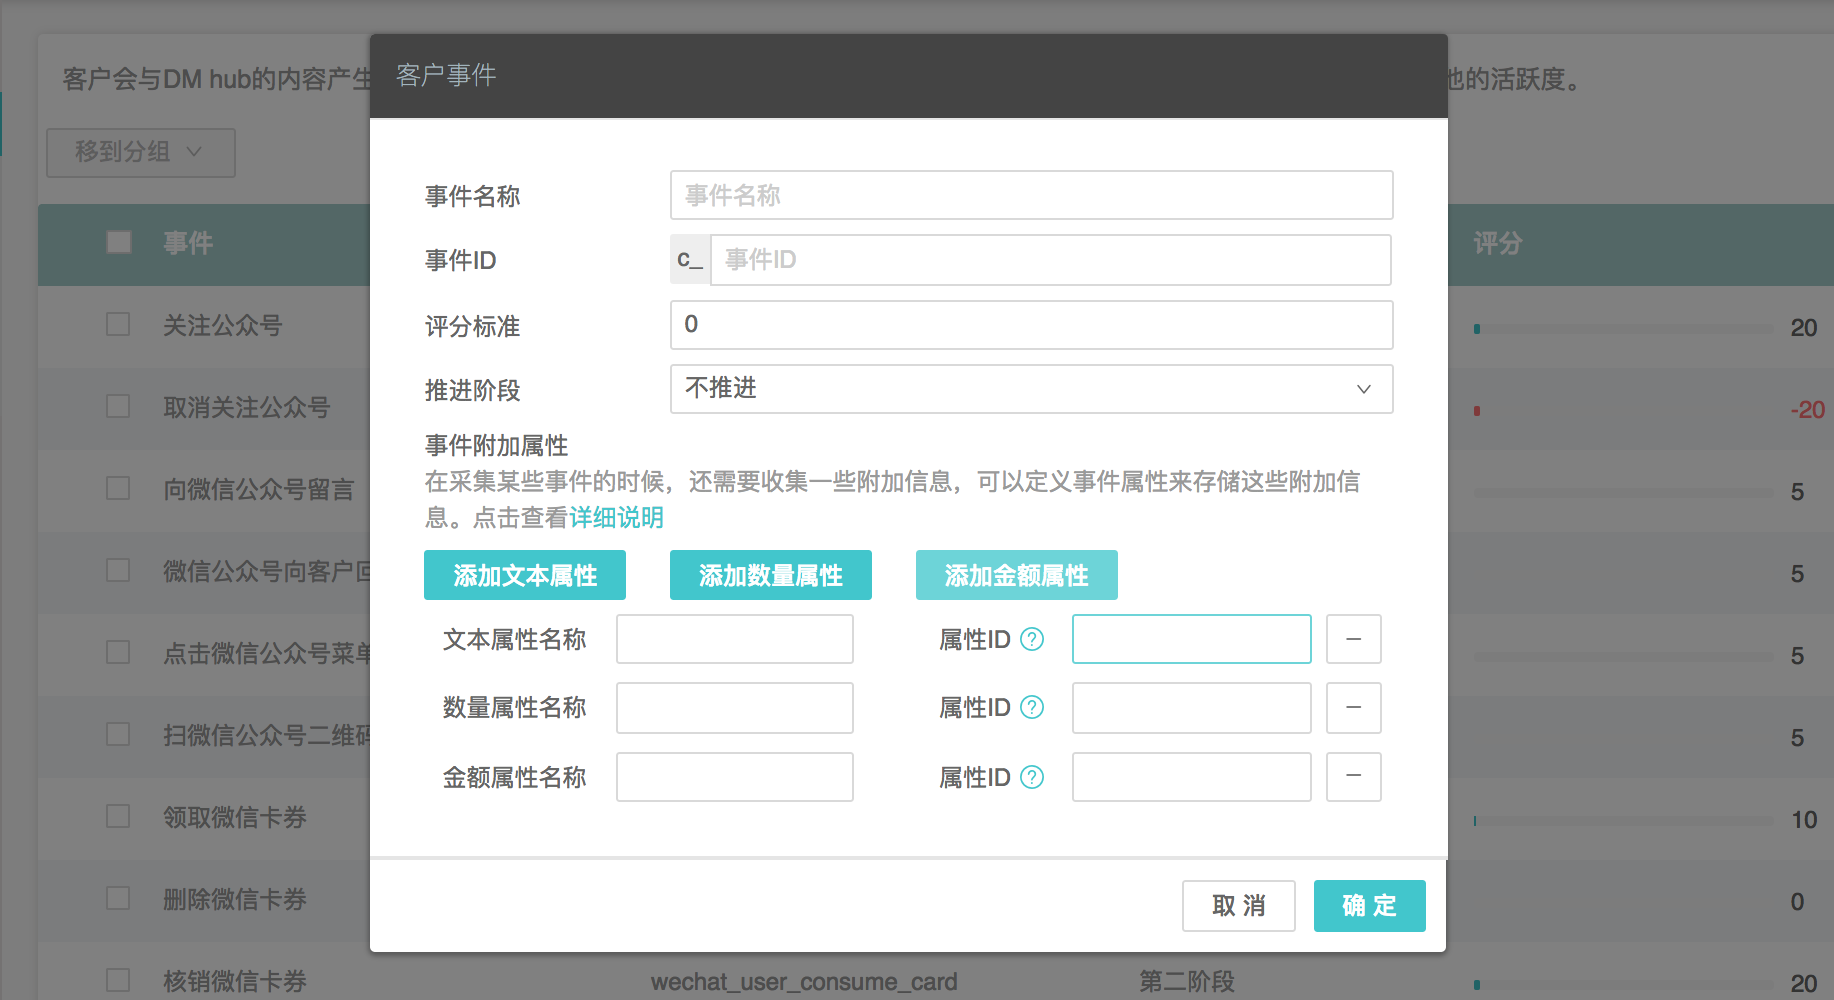 客户会与DM hub的内容产生
他的活跃度。
移到分组
事件
评分
关注公众号
20
取消关注公众号
-20
向微信公众号留言
5
微信公众号向客户回
5
点击微信公众号菜单
5
扫微信公众号二维码
5
领取微信卡券
10
删除微信卡券
0
核销微信卡券 wechat_user_consume_card 第二阶段 20
客户事件
事件名称 事件名称
事件ID c_ 事件ID
评分标准 0
推进阶段 不推进
事件附加属性
在采集某些事件的时候，还需要收集一些附加信息，可以定义事件属性来存储这些附加信
息。点击查看详细说明
添加文本属性 添加数量属性 添加金额属性
文本属性名称 属性ID ? −
数量属性名称 属性ID ? −
金额属性名称 属性ID ? −
取 消 确 定